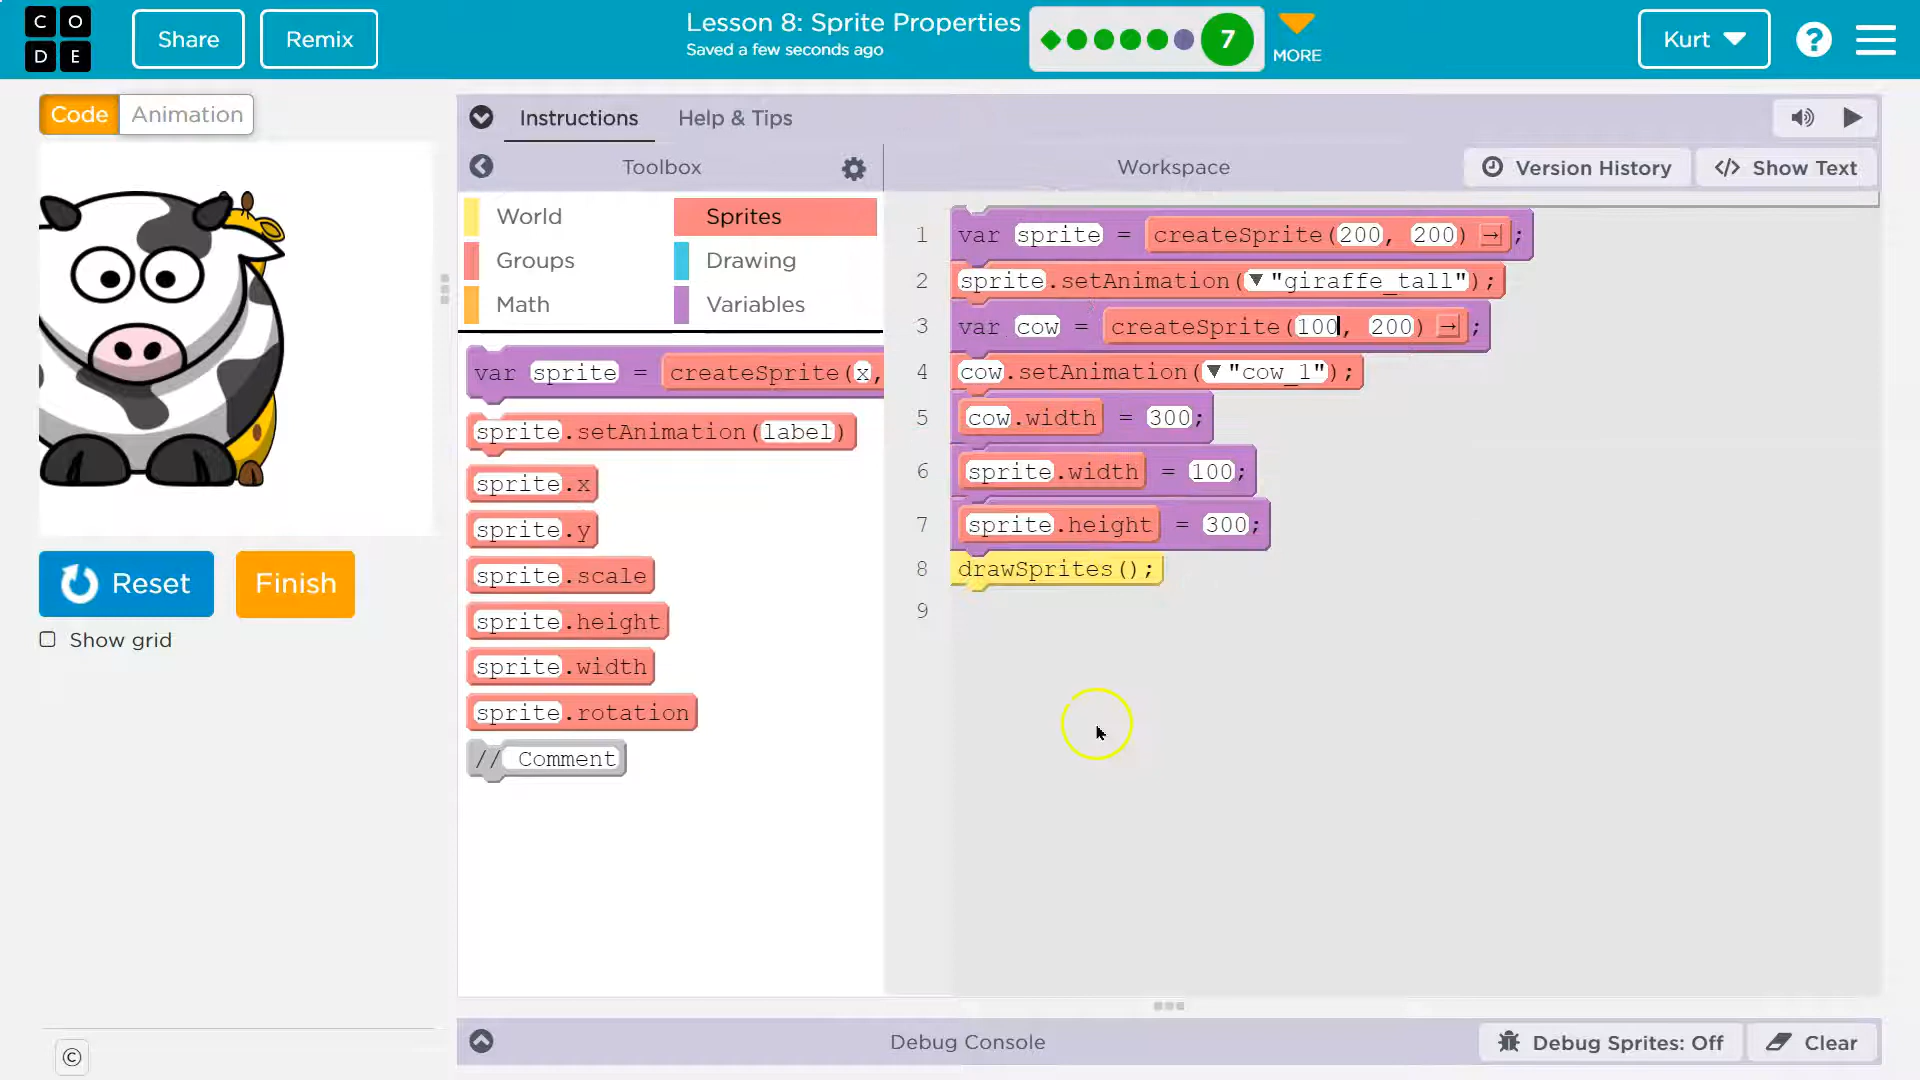 CODE
Share
Remix
Lesson 8: Sprite Properties
Saved a few seconds ago
7
MORE
Kurt
?
Code
Animation
Instructions
Help & Tips
Toolbox
Workspace
Version History
</> Show Text
World
Sprites
Groups
Drawing
Math
Variables
var sprite = createSprite(x,
sprite.setAnimation(label)
sprite.x
sprite.y
sprite.scale
sprite.height
sprite.width
sprite.rotation
// Comment
1 var sprite = createSprite(200, 200) → ;
2 sprite.setAnimation(▼"giraffe_tall");
3 var cow = createSprite(100, 200) → ;
4 cow.setAnimation(▼"cow_1");
5 cow.width = 300;
6 sprite.width = 100;
7 sprite.height = 300;
8 drawSprites();
9
Reset
Finish
Show grid
©
Debug Console
Debug Sprites: Off
Clear